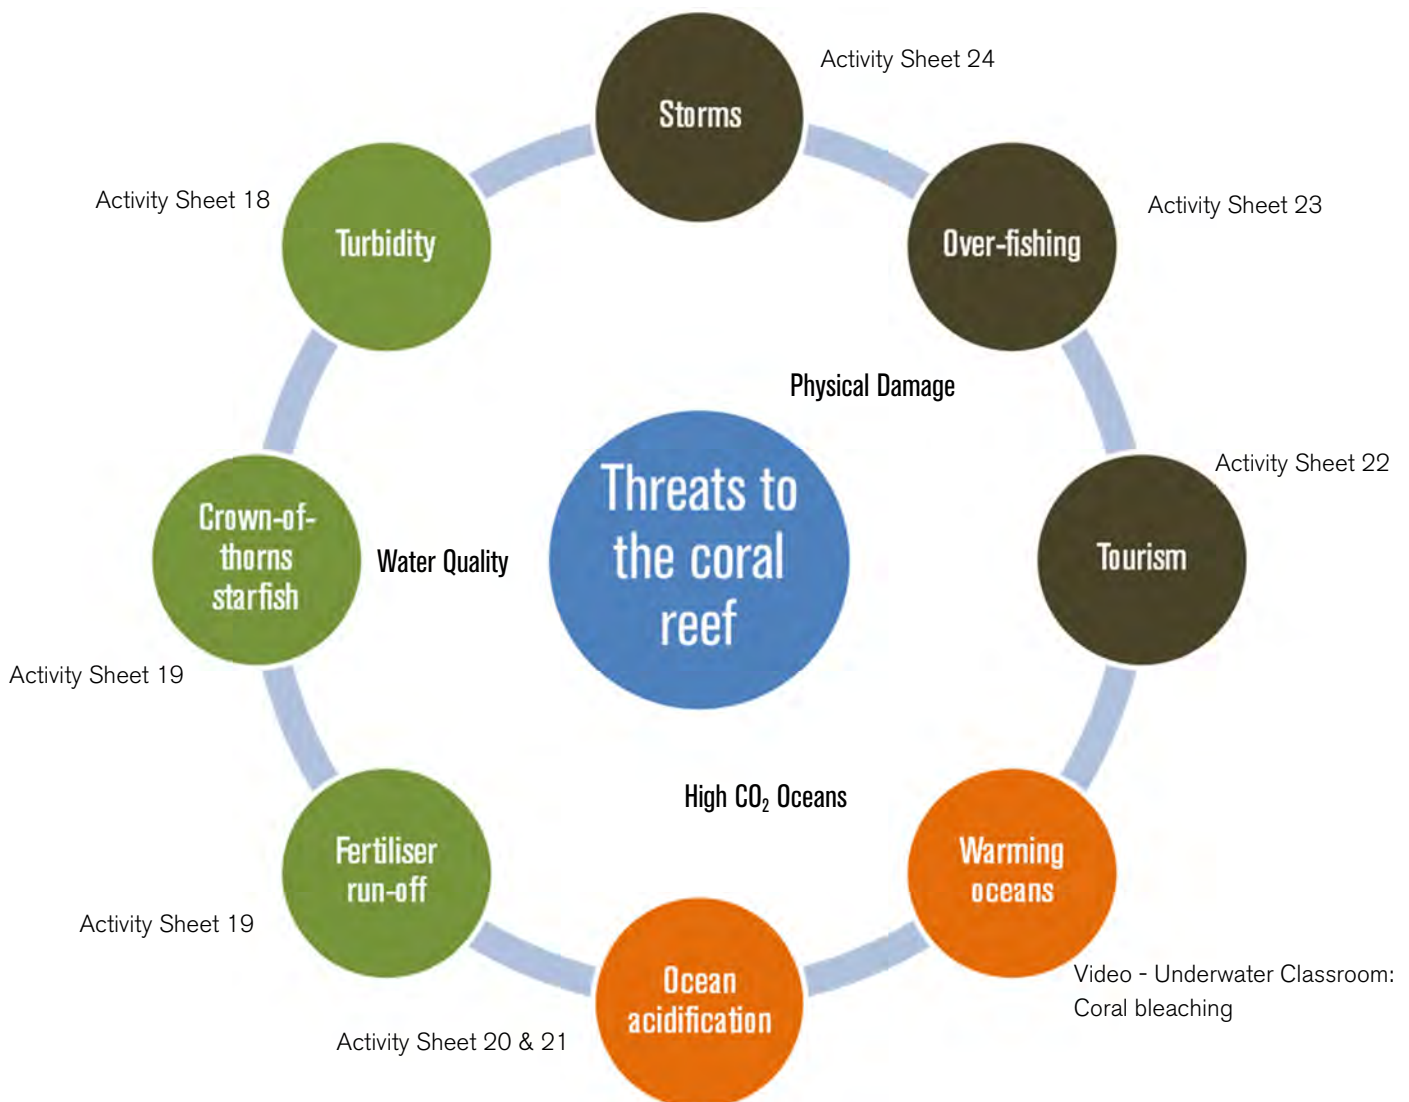 Activity Sheet 24
Storms
Activity Sheet 18
Turbidity
Activity Sheet 23
Over-fishing
Physical Damage
Activity Sheet 22
Threats to
the coral
reef
Crown-of-
thorns
starfish
Water Quality
Tourism
Activity Sheet 19
High CO₂ Oceans
Fertiliser
run-off
Warming
oceans
Activity Sheet 19
Ocean
acidification
Video - Underwater Classroom:
Coral bleaching
Activity Sheet 20 & 21